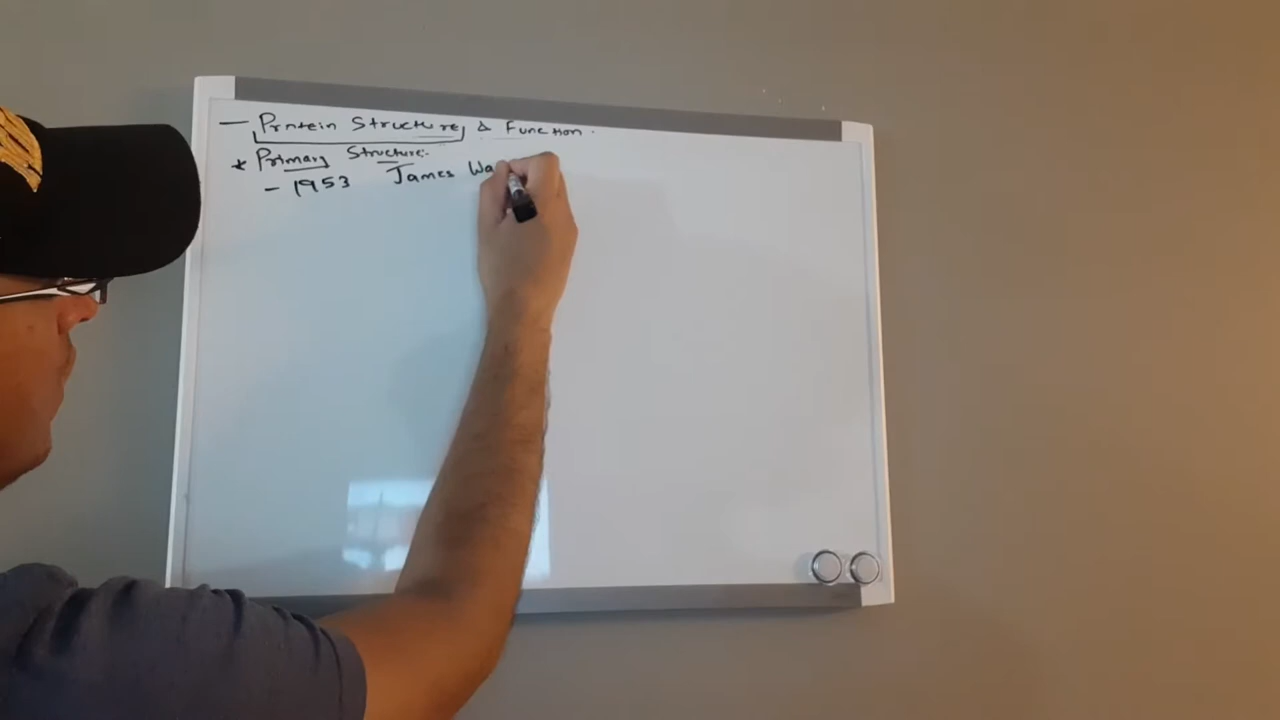 — Protein Structure & Function.
* Primary Structure:-
- 1953 James Wa